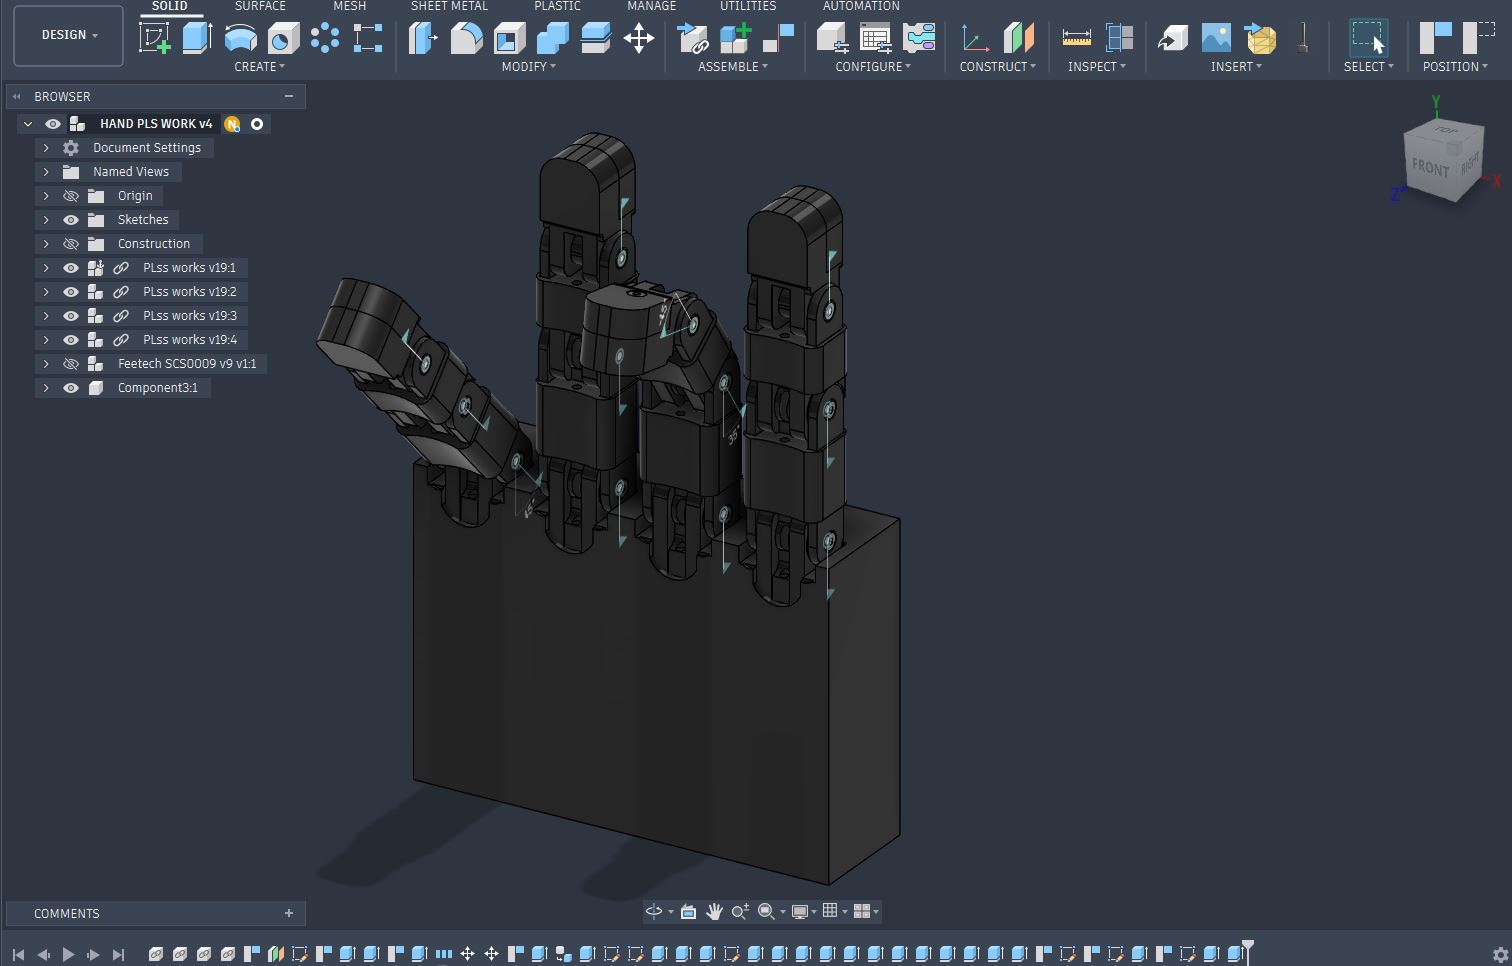 SOLID SURFACE MESH SHEET METAL PLASTIC MANAGE UTILITIES AUTOMATION
DESIGN
CREATE MODIFY ASSEMBLE CONFIGURE CONSTRUCT INSPECT INSERT SELECT POSITION
BROWSER
HAND PLS WORK v4 N
Document Settings
Named Views
Origin
Sketches
Construction
PLss works v19:1
PLss works v19:2
PLss works v19:3
PLss works v19:4
Feetech SCS0009 v9 v1:1
Component3:1
Y
TOP
FRONT RIGHT
Z X
35°
COMMENTS